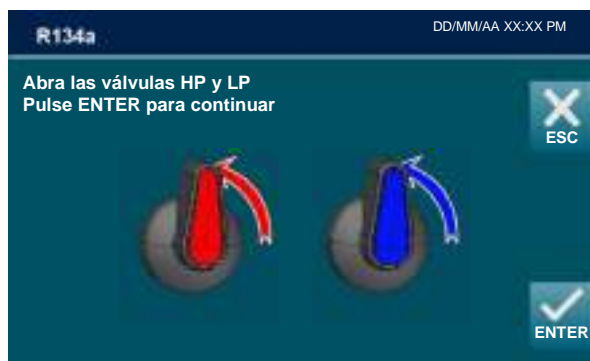 R134a
DD/MM/AA XX:XX PM
Abra las válvulas HP y LP
Pulse ENTER para continuar
ESC
ENTER